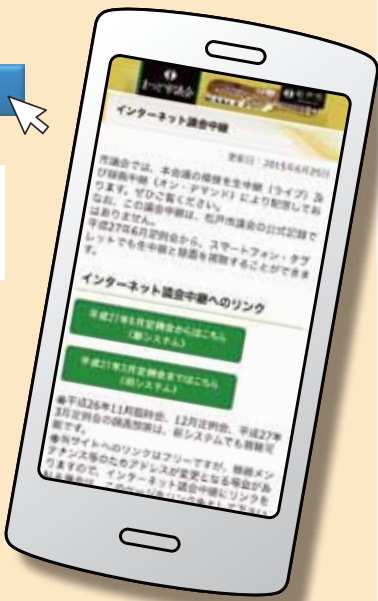 まつど市議会
インターネット議会中継
更新日：2015年6月25日
市議会では、本会議の模様を生中継（ライブ）及
び録画中継（オン・デマンド）により配信してお
ります。ぜひご覧ください。
なお、この議会中継は、松戸市議会の公式記録で
はありません。
平成27年6月定例会から、スマートフォン・タブ
レットでも生中継と録画を視聴することができま
す。
インターネット議会中継へのリンク
平成27年6月定例会からはこちら
（新システム）
平成27年3月定例会まではこちら
（旧システム）
※平成26年11月臨時会、12月定例会、平成27年
3月定例会の録画放映は、新システムでも視聴可
能です。
※当サイトへのリンクはフリーですが、機器メン
テナンス等のためアドレスが変更となる場合があ
りますので、インターネット議会中継にリンクを